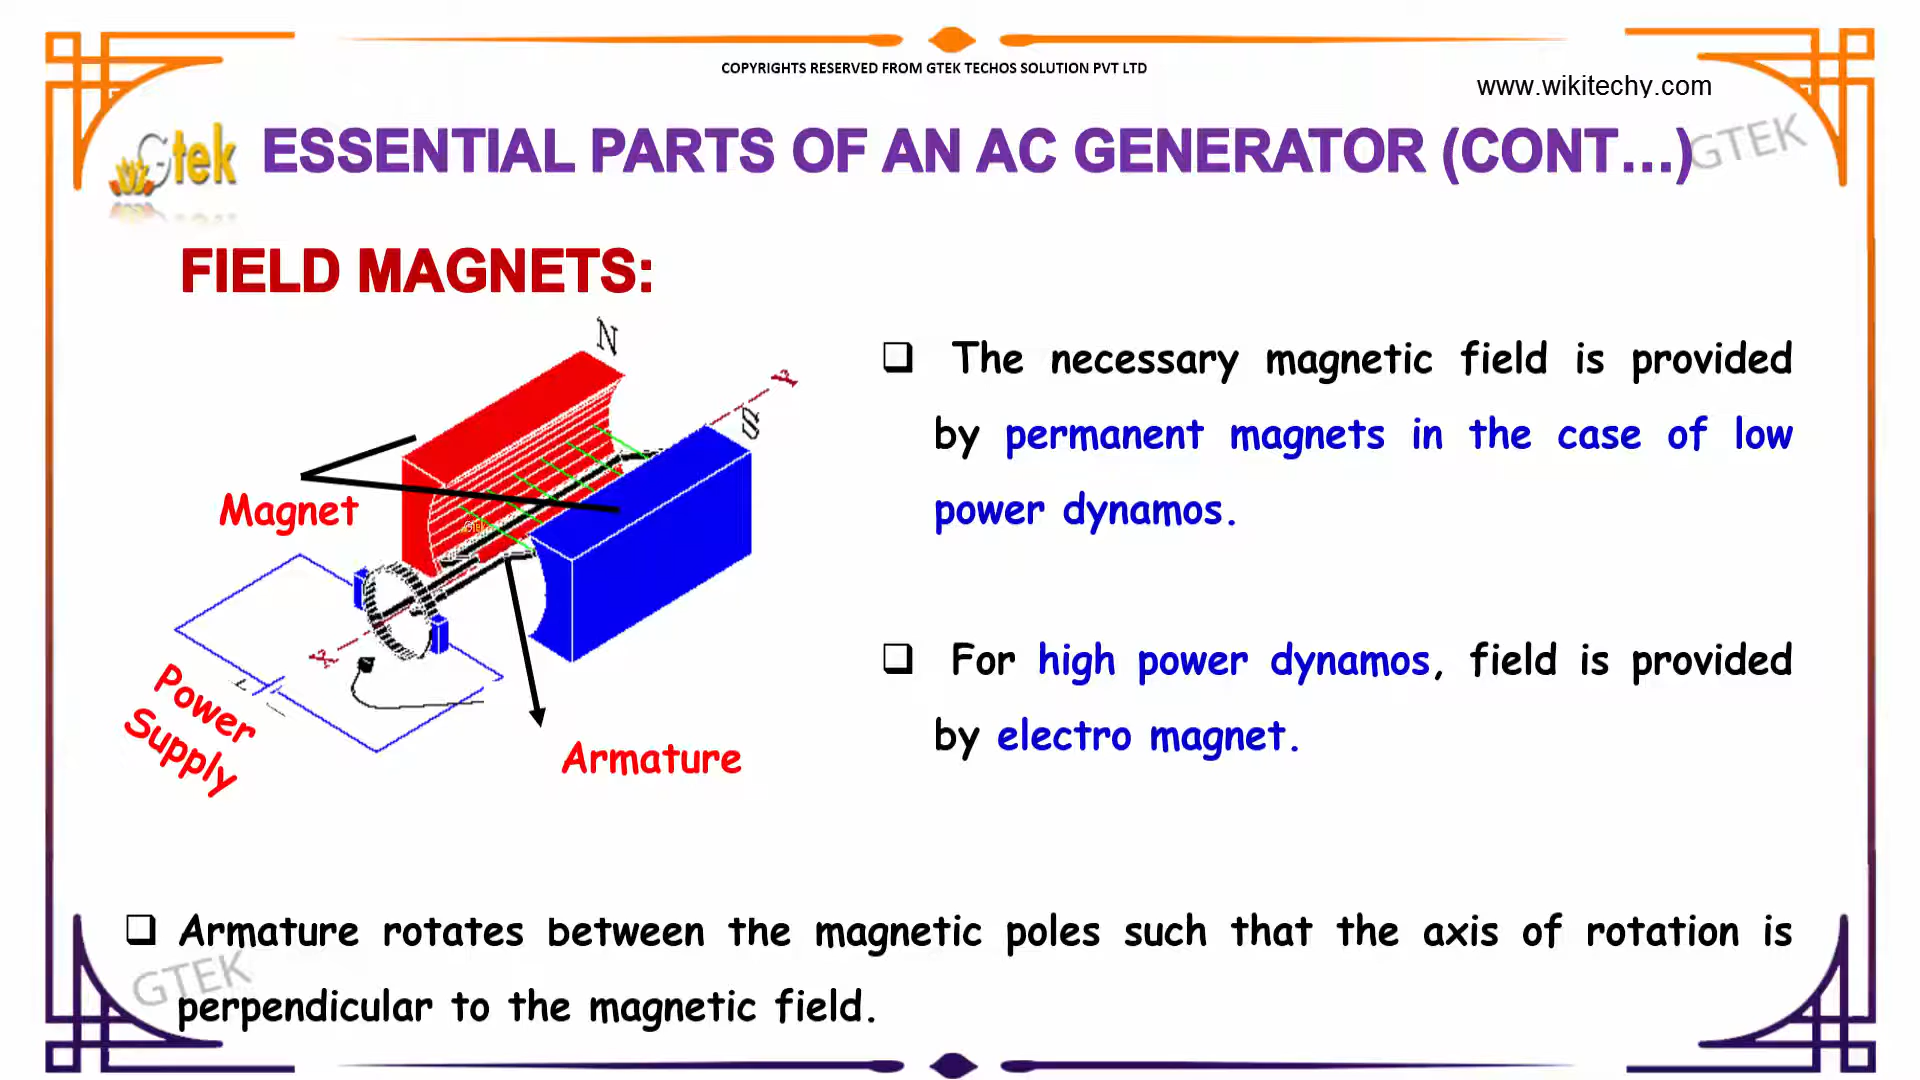 COPYRIGHTS RESERVED FROM GTEK TECHOS SOLUTION PVT LTD
www.wikitechy.com
Gtek
ESSENTIAL PARTS OF AN AC GENERATOR (CONT...)
GTEK
FIELD MAGNETS:
N
Y
S
Magnet
Gtek
X
Power
Supply
Armature
❑ The necessary magnetic field is provided
by permanent magnets in the case of low
power dynamos.
❑ For high power dynamos, field is provided
by electro magnet.
❑ Armature rotates between the magnetic poles such that the axis of rotation is
GTEK
perpendicular to the magnetic field.